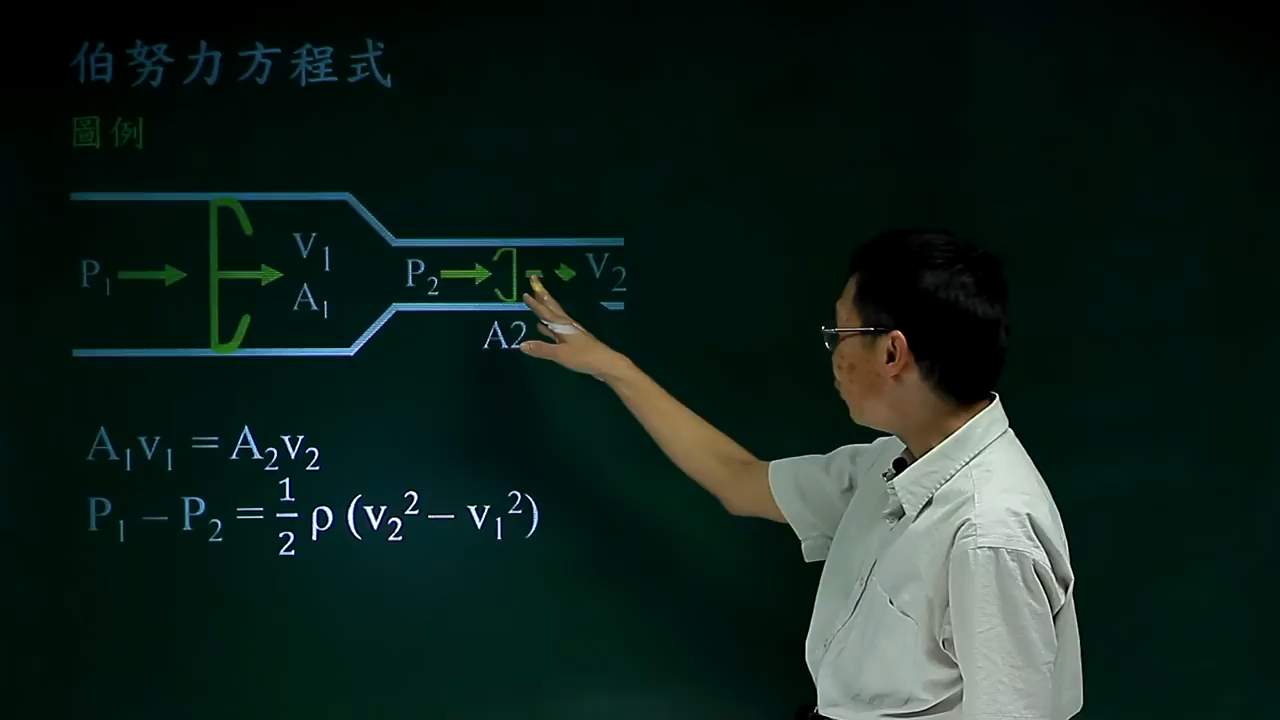 伯努力方程式
圖例
P₁ V₁ P₂ V₂
A₁
A2
A₁v₁ = A₂v₂
P₁ − P₂ = ½ ρ (v₂² − v₁²)